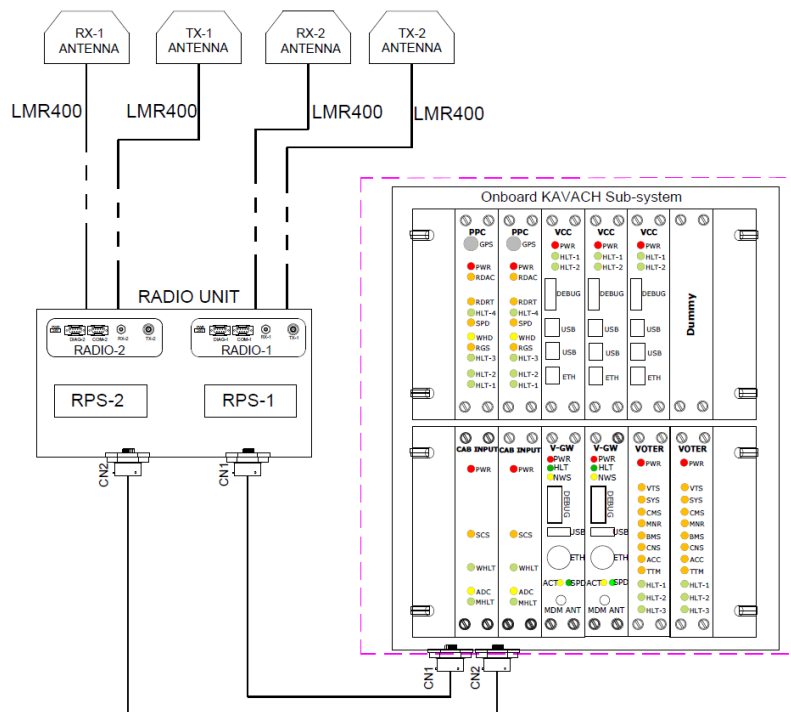 RX-1
ANTENNA
TX-1
ANTENNA
RX-2
ANTENNA
TX-2
ANTENNA
LMR400
LMR400
LMR400
LMR400
RADIO UNIT
DIAG-2
COM-2
RX-2
TX-2
RADIO-2
DIAG-1
COM-1
RX-1
TX-1
RADIO-1
RPS-2
RPS-1
CN2
CN1
Onboard KAVACH Sub-system
PPC
GPS
PWR
RDAC
RDRT
HLT-4
SPD
WHD
RGS
HLT-3
HLT-2
HLT-1
PPC
GPS
PWR
RDAC
RDRT
HLT-4
SPD
WHD
RGS
HLT-3
HLT-2
HLT-1
VCC
PWR
HLT-1
HLT-2
DEBUG
USB
USB
ETH
VCC
PWR
HLT-1
HLT-2
DEBUG
USB
USB
ETH
VCC
PWR
HLT-1
HLT-2
DEBUG
USB
USB
ETH
Dummy
CAB INPUT
PWR
SCS
WHLT
ADC
MHLT
CAB INPUT
PWR
SCS
WHLT
ADC
MHLT
V-GW
PWR
HLT
NWS
DEBUG
USB
ETH
ACT SPD
MDM ANT
V-GW
PWR
HLT
NWS
DEBUG
USB
ETH
ACT SPD
MDM ANT
VOTER
PWR
VTS
SYS
CMS
MNR
BMS
CNS
ACC
TTM
HLT-1
HLT-2
HLT-3
VOTER
PWR
VTS
SYS
CMS
MNR
BMS
CNS
ACC
TTM
HLT-1
HLT-2
HLT-3
CN1
CN2